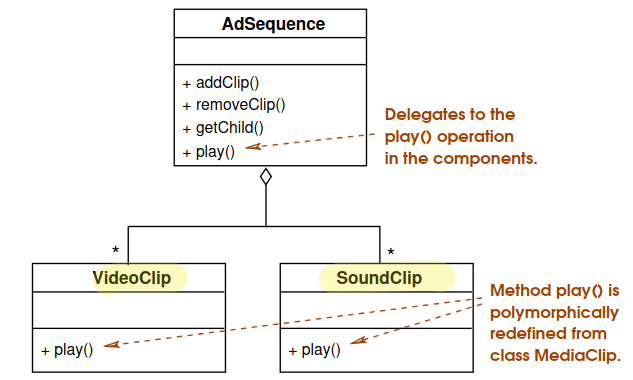 AdSequence
+ addClip()
+ removeClip()
+ getChild()
+ play()
Delegates to the
play() operation
in the components.
*
*
VideoClip
SoundClip
+ play()
+ play()
Method play() is
polymorphically
redefined from
class MediaClip.